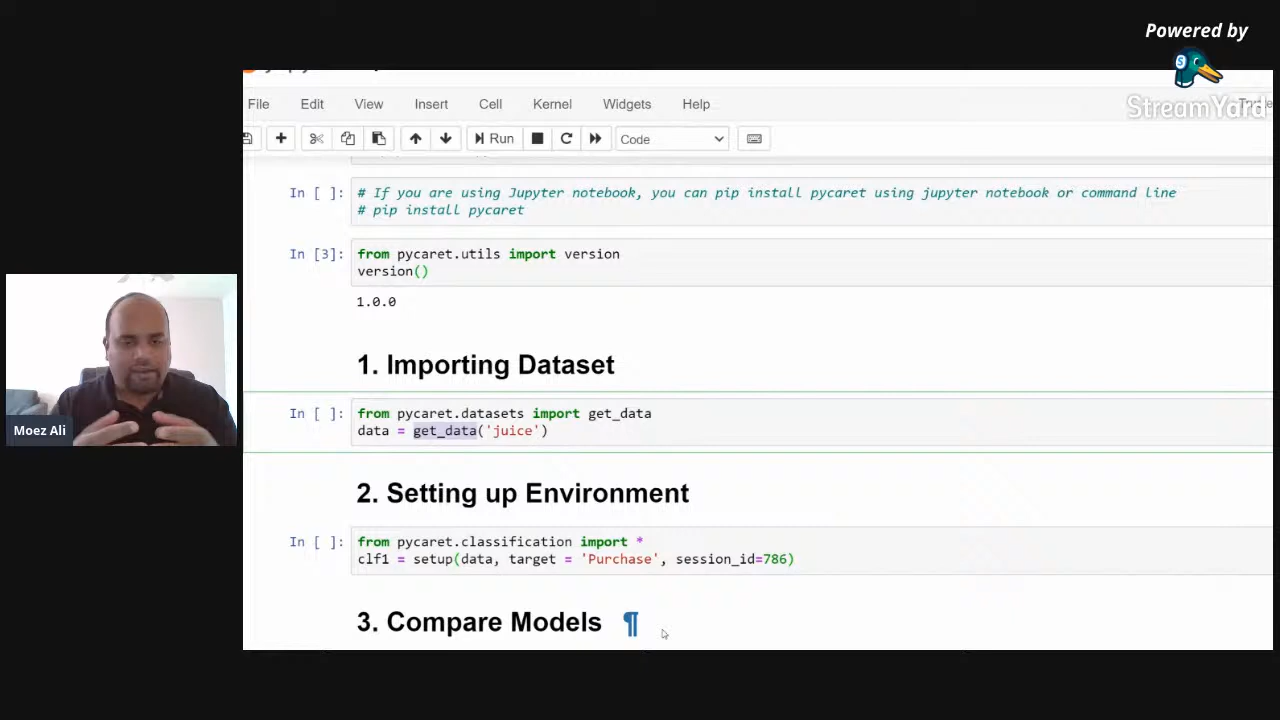 Powered by
StreamYard
File Edit View Insert Cell Kernel Widgets Help
Run Code
In [ ]: # If you are using Jupyter notebook, you can pip install pycaret using jupyter notebook or command line
# pip install pycaret
In [3]: from pycaret.utils import version
version()
1.0.0
1. Importing Dataset
In [ ]: from pycaret.datasets import get_data
data = get_data('juice')
Moez Ali
2. Setting up Environment
In [ ]: from pycaret.classification import *
clf1 = setup(data, target = 'Purchase', session_id=786)
3. Compare Models ¶